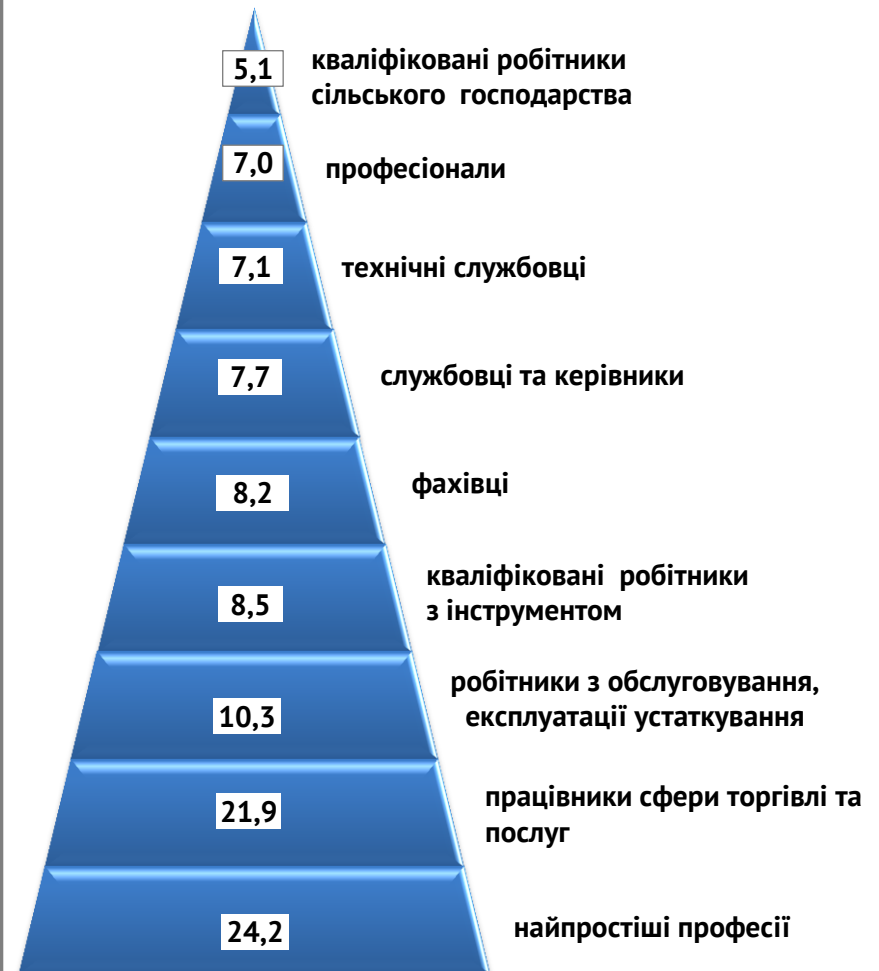 5,1
кваліфіковані робітники
сільського господарства
7,0
професіонали
7,1
технічні службовці
7,7
службовці та керівники
8,2
фахівці
8,5
кваліфіковані робітники
з інструментом
10,3
робітники з обслуговування,
експлуатації устаткування
21,9
працівники сфери торгівлі та
послуг
24,2
найпростіші професії